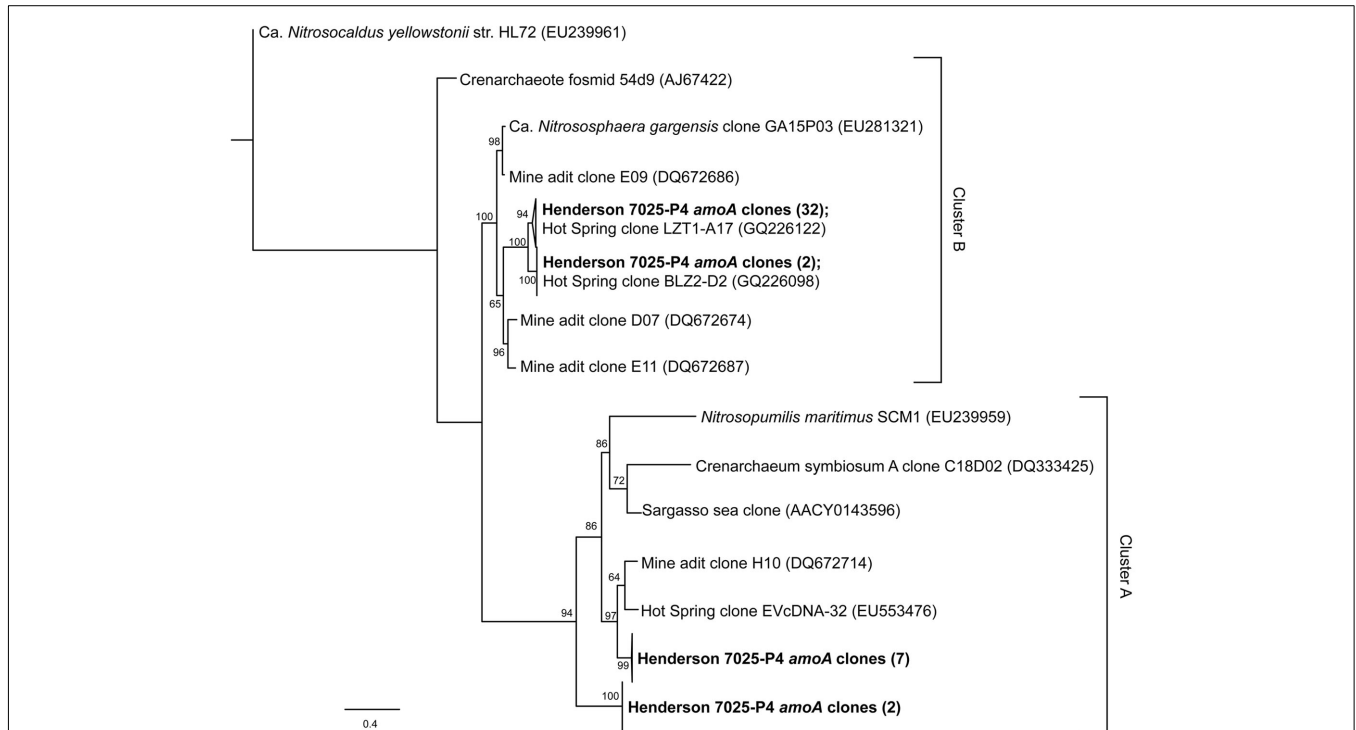 Ca. Nitrosocaldus yellowstonii str. HL72 (EU239961)
Crenarchaeote fosmid 54d9 (AJ67422)
Ca. Nitrososphaera gargensis clone GA15P03 (EU281321)
98
Mine adit clone E09 (DQ672686)
Cluster B
94
Henderson 7025-P4 amoA clones (32);
100
Hot Spring clone LZT1-A17 (GQ226122)
100
Henderson 7025-P4 amoA clones (2);
100
Hot Spring clone BLZ2-D2 (GQ226098)
65
Mine adit clone D07 (DQ672674)
96
Mine adit clone E11 (DQ672687)
Nitrosopumilis maritimus SCM1 (EU239959)
86
Crenarchaeum symbiosum A clone C18D02 (DQ333425)
72
Sargasso sea clone (AACY0143596)
86
Cluster A
Mine adit clone H10 (DQ672714)
64
Hot Spring clone EVcDNA-32 (EU553476)
94
97
Henderson 7025-P4 amoA clones (7)
99
100
Henderson 7025-P4 amoA clones (2)
0.4